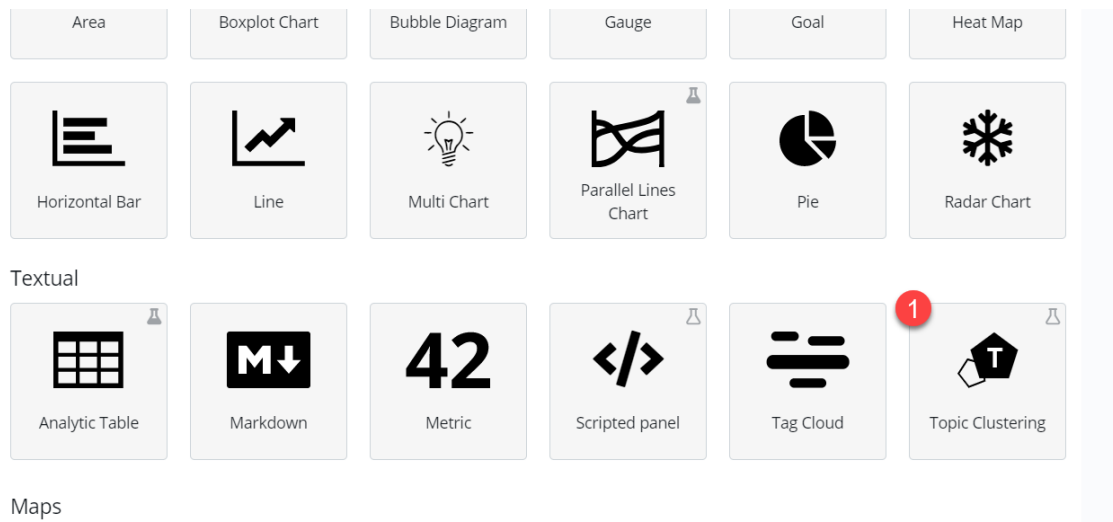 Area
Boxplot Chart
Bubble Diagram
Gauge
Goal
Heat Map
Horizontal Bar
Line
Multi Chart
Parallel Lines
Chart
Pie
Radar Chart
Textual
1
M
42
</>
T
Analytic Table
Markdown
Metric
Scripted panel
Tag Cloud
Topic Clustering
Maps